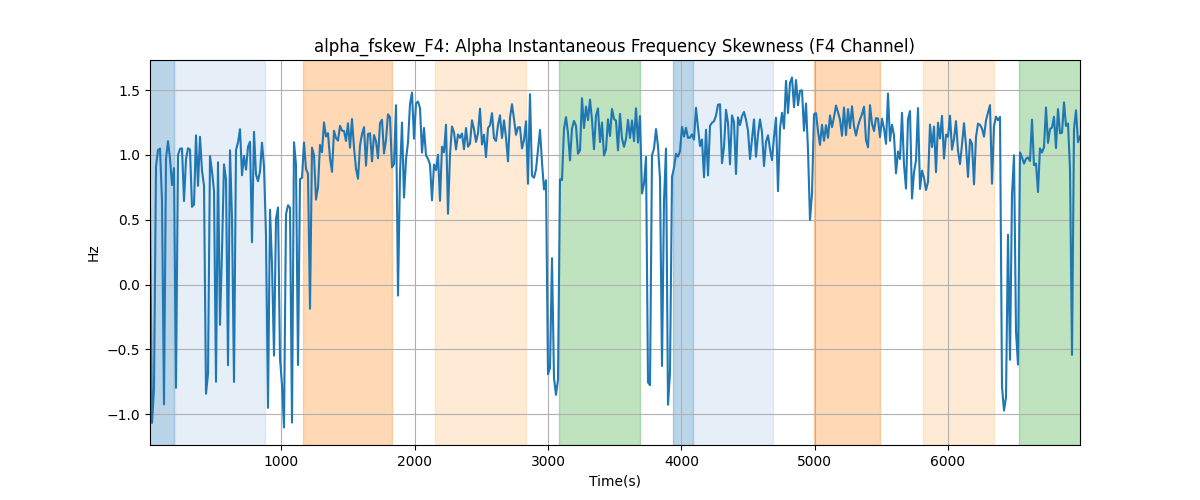 alpha_fskew_F4: Alpha Instantaneous Frequency Skewness (F4 Channel)
Hz
1.5
1.0
0.5
0.0
−0.5
−1.0
1000 2000 3000 4000 5000 6000
Time(s)